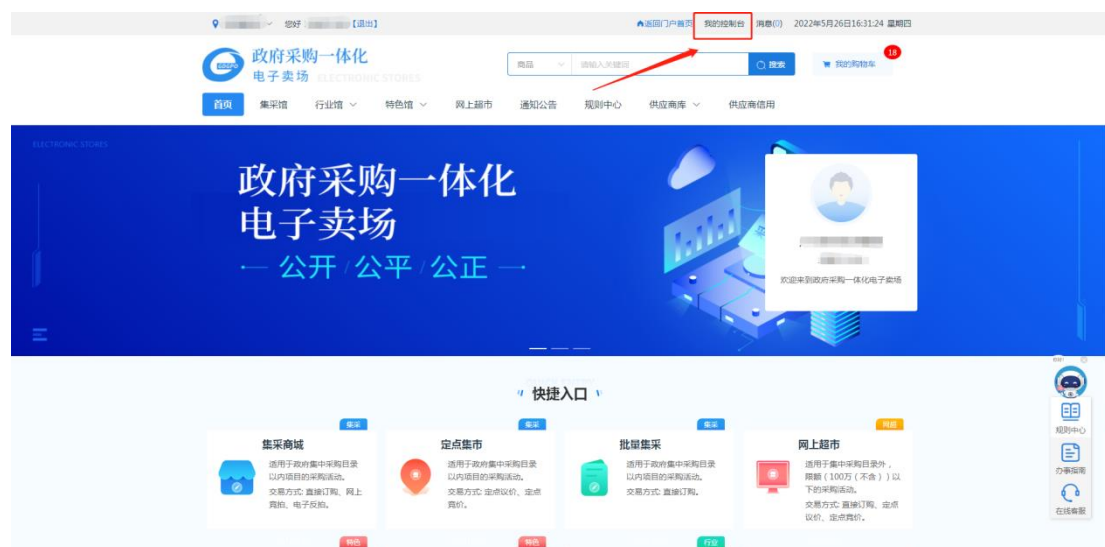 您好
【退出】
返回门户首页
我的控制台
消息(0)
2022年5月26日16:31:24 星期四
政府采购一体化
电子卖场 ELECTRONIC STORES
商品
请输入关键词
搜索
我的购物车
18
首页
集采馆
行业馆
特色馆
网上超市
通知公告
规则中心
供应商库
供应商信用
ELECTRONIC STORES
政府采购一体化
电子卖场
公开/公平/公正
欢迎来到政府采购一体化电子卖场
快捷入口
集采
集采商城
适用于政府集中采购目录
以内项目的采购活动。
交易方式: 直接订购、网上
竞拍、电子反拍。
集采
定点集市
适用于政府集中采购目录
以内项目的采购活动。
交易方式: 定点议价、定点
竞价。
集采
批量集采
适用于政府集中采购目录
以内项目的采购活动。
交易方式: 直接订购。
网超
网上超市
适用于集中采购目录外，
限额（100万（不含））以
下的采购活动。
交易方式: 直接订购、定点
议价、定点竞价。
规则中心
办事指南
在线客服
特色
特色
行业